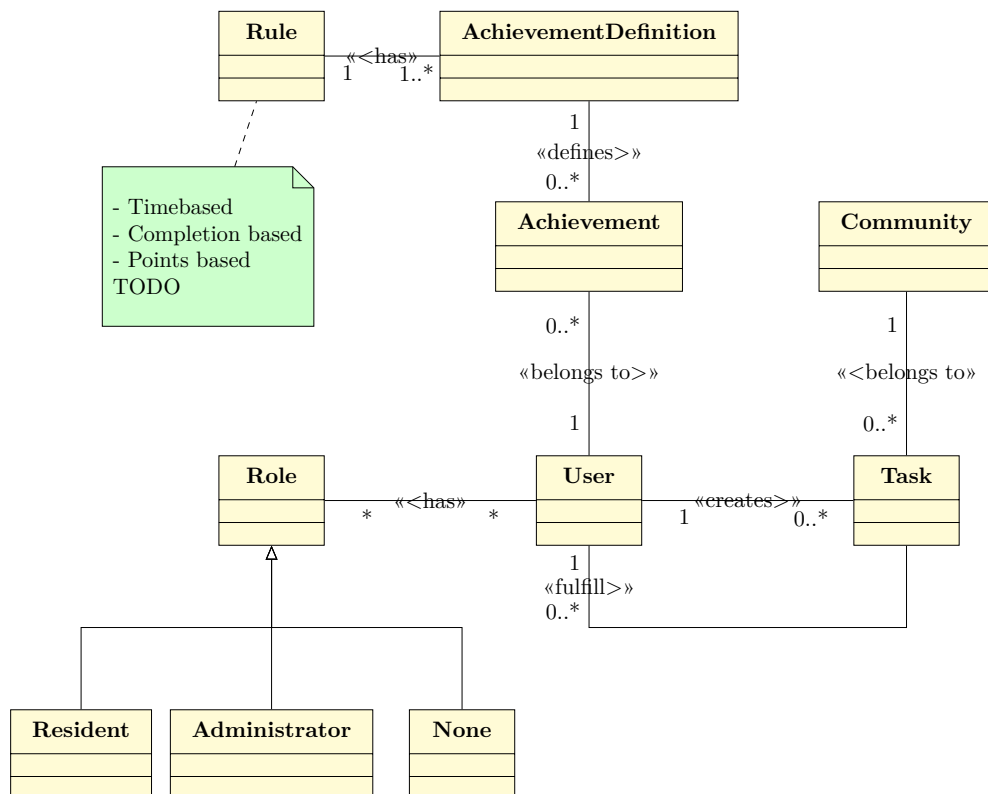 Rule
AchievementDefinition
«<has»
1
1..*
1
«defines>»
0..*
- Timebased
- Completion based
- Points based
TODO
Achievement
Community
0..*
1
«belongs to>»
«<belongs to»
1
0..*
Role
User
Task
«<has»
*
*
«creates>»
1
0..*
1
«fulfill>»
0..*
Resident
Administrator
None